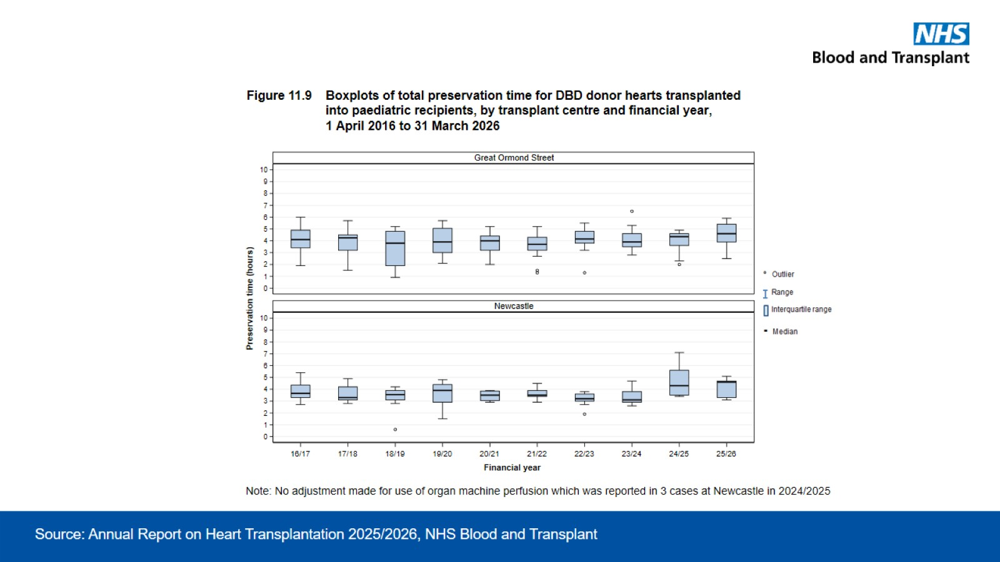 NHS
Blood and Transplant
Figure 11.9 Boxplots of total preservation time for DBD donor hearts transplanted
into paediatric recipients, by transplant centre and financial year,
1 April 2016 to 31 March 2026
Great Ormond Street
10
9
8
7
6
5
4
3
2
1
0
Preservation time (hours)
Newcastle
10
9
8
7
6
5
4
3
2
1
0
16/17 17/18 18/19 19/20 20/21 21/22 22/23 23/24 24/25 25/26
Financial year
Outlier
Range
Interquartile range
Median
Note: No adjustment made for use of organ machine perfusion which was reported in 3 cases at Newcastle in 2024/2025
Source: Annual Report on Heart Transplantation 2025/2026, NHS Blood and Transplant